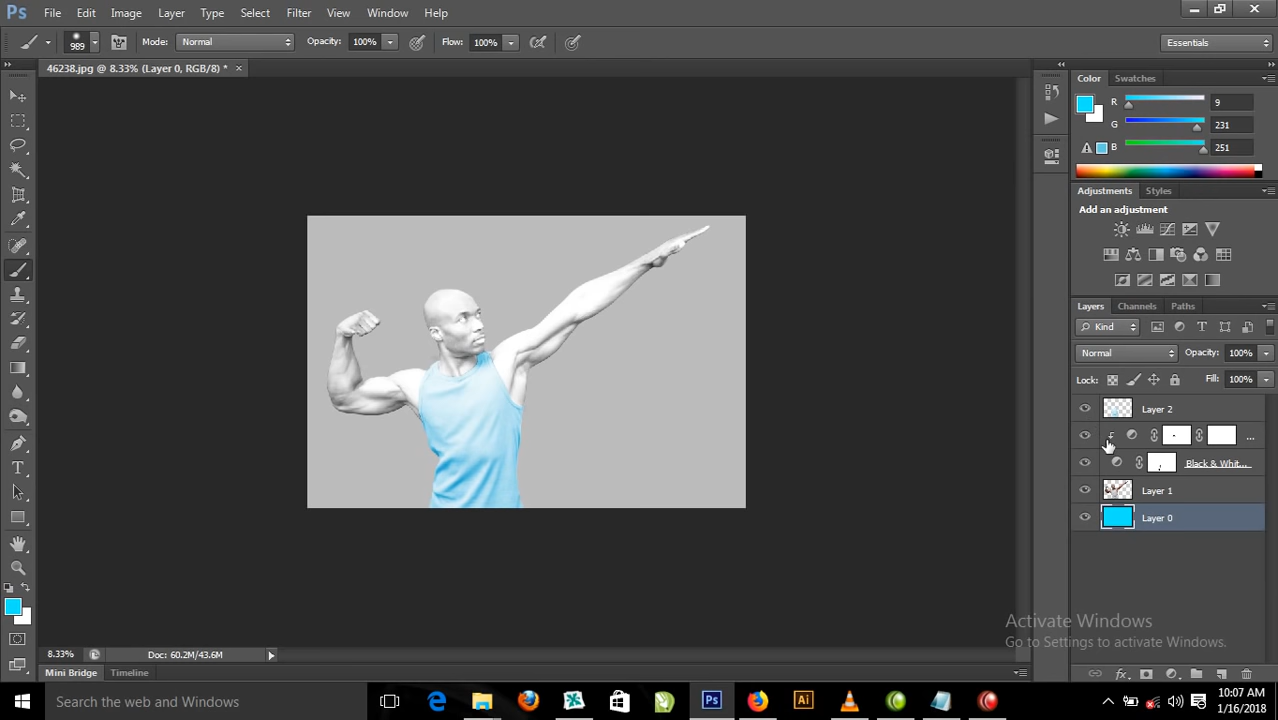 Ps File Edit Image Layer Type Select Filter View Window Help
989 Mode: Normal Opacity: 100% Flow: 100% Essentials
46238.jpg @ 8.33% (Layer 0, RGB/8) * ×
Color Swatches
R 9
G 231
B 251
Adjustments Styles
Add an adjustment
Layers Channels Paths
Kind
Normal Opacity: 100%
Lock: Fill: 100%
Layer 2
...
Black & Whit...
Layer 1
Layer 0
Activate Windows
Go to Settings to activate Windows.
8.33% Doc: 60.2M/43.6M
Mini Bridge Timeline
Search the web and Windows
Ps Ai
10:07 AM
1/16/2018